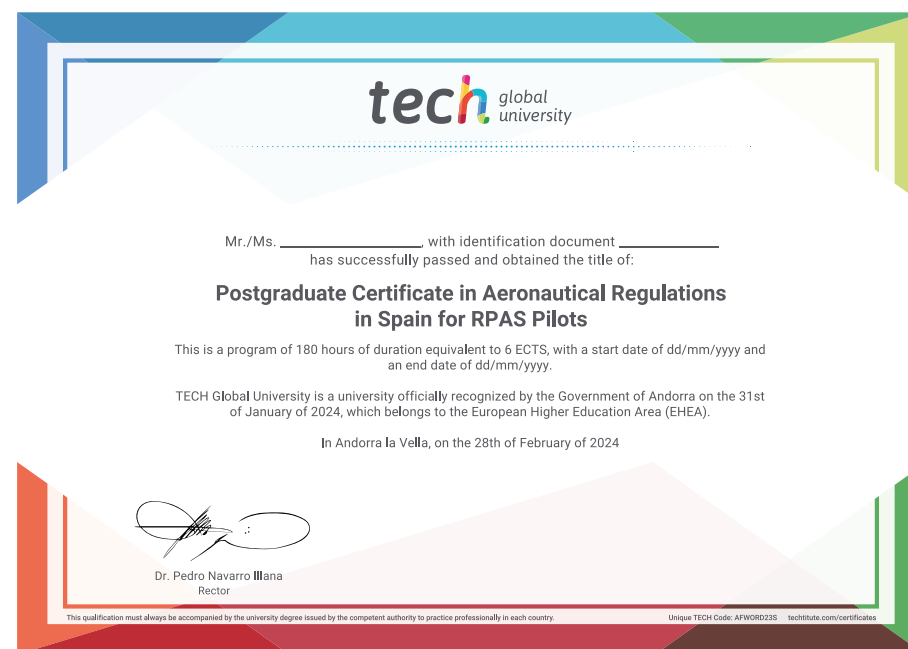 tech global
university
Mr./Ms. ____________________, with identification document ______________
has successfully passed and obtained the title of:
Postgraduate Certificate in Aeronautical Regulations
in Spain for RPAS Pilots
This is a program of 180 hours of duration equivalent to 6 ECTS, with a start date of dd/mm/yyyy and
an end date of dd/mm/yyyy.
TECH Global University is a university officially recognized by the Government of Andorra on the 31st
of January of 2024, which belongs to the European Higher Education Area (EHEA).
In Andorra la Vella, on the 28th of February of 2024
Dr. Pedro Navarro Illana
Rector
This qualification must always be accompanied by the university degree issued by the competent authority to practice professionally in each country. Unique TECH Code: AFWORD23S techtitute.com/certificates